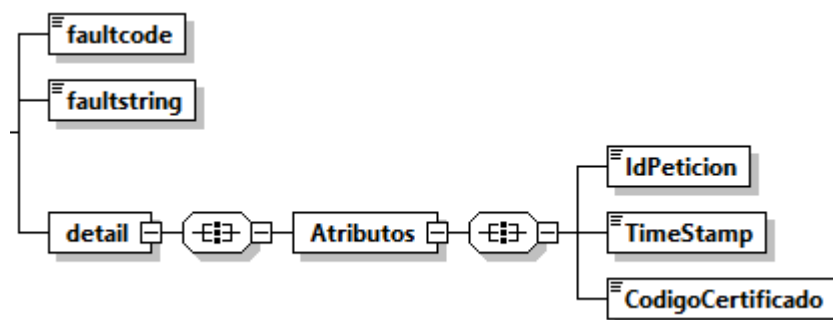 faultcode
faultstring
detail
Atributos
IdPeticion
TimeStamp
CodigoCertificado